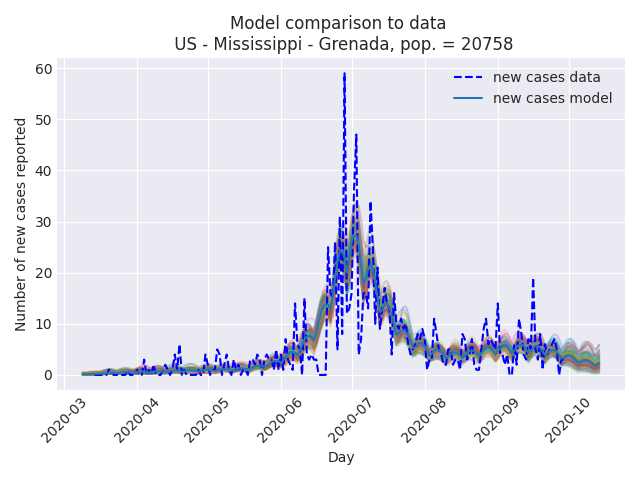 Model comparison to data
US - Mississippi - Grenada, pop. = 20758
new cases data
new cases model
Number of new cases reported
60
50
40
30
20
10
0
2020-03
2020-04
2020-05
2020-06
2020-07
2020-08
2020-09
2020-10
Day